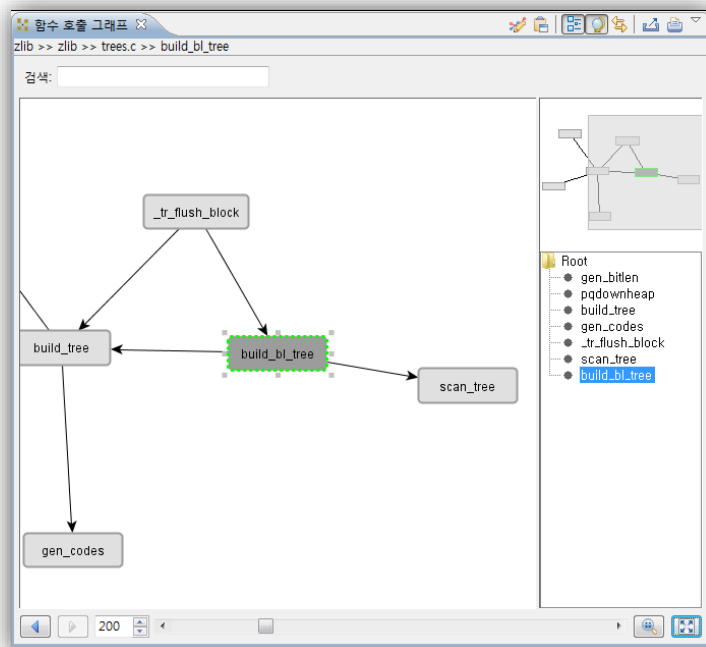 함수 호출 그래프
zlib >> zlib >> trees.c >> build_bl_tree
검색:
_tr_flush_block
build_tree
build_bl_tree
scan_tree
gen_codes
Root
gen_bitlen
pqdownheap
build_tree
gen_codes
_tr_flush_block
scan_tree
build_bl_tree
200